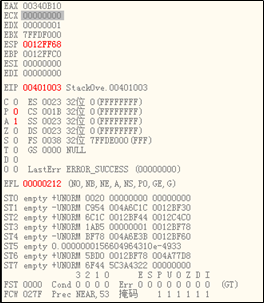 EAX 00340B10
ECX 00000000
EDX 00000001
EBX 7FFDF000
ESP 0012FF68
EBP 0012FFC0
ESI 00000000
EDI 00000000
EIP 00401003 StackOve.00401003
C 0 ES 0023 32位 0(FFFFFFFF)
P 0 CS 001B 32位 0(FFFFFFFF)
A 1 SS 0023 32位 0(FFFFFFFF)
Z 0 DS 0023 32位 0(FFFFFFFF)
S 0 FS 0038 32位 7FFDE000(FFF)
T 0 GS 0000 NULL
D 0
O 0 LastErr ERROR_SUCCESS (00000000)
EFL 00000212 (NO,NB,NE,A,NS,PO,GE,G)
ST0 empty +UNORM 0020 00000000 00000000
ST1 empty -UNORM C954 004A6C1C 0012BF30
ST2 empty -UNORM 6C1C 0012BF44 0012C4C0
ST3 empty +UNORM 1AB5 00000001 0012BF78
ST4 empty -UNORM BF78 004A6E3B 0012BF60
ST5 empty 0.0000000156604964310e-4933
ST6 empty +UNORM 5BD0 0012BF78 004A77D8
ST7 empty +UNORM 6F44 5C3A4322 00000000
3 2 1 0 E S P U O Z D I
FST 0000 Cond 0 0 0 0 Err 0 0 0 0 0 0 0 0 (GT)
FCW 027F Prec NEAR,53 掩码 1 1 1 1 1 1